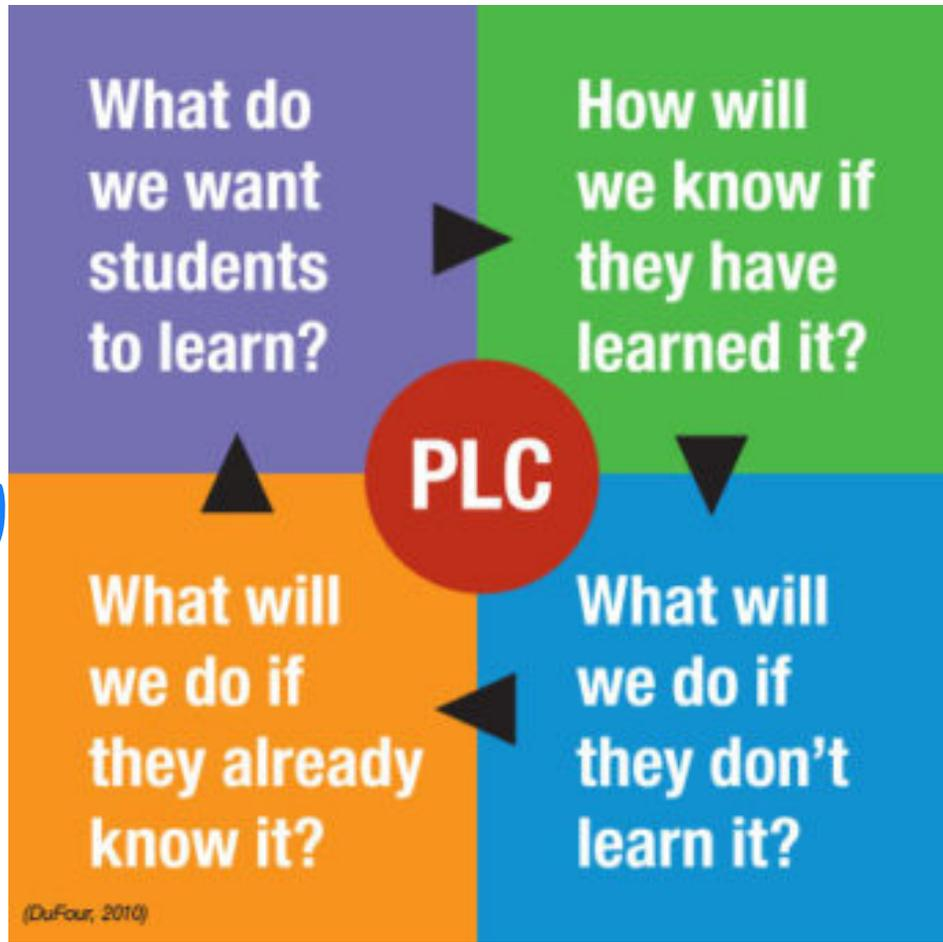 What do
we want
students
to learn?
How will
we know if
they have
learned it?
PLC
What will
we do if
they don't
learn it?
What will
we do if
they already
know it?
(DuFour, 2010)